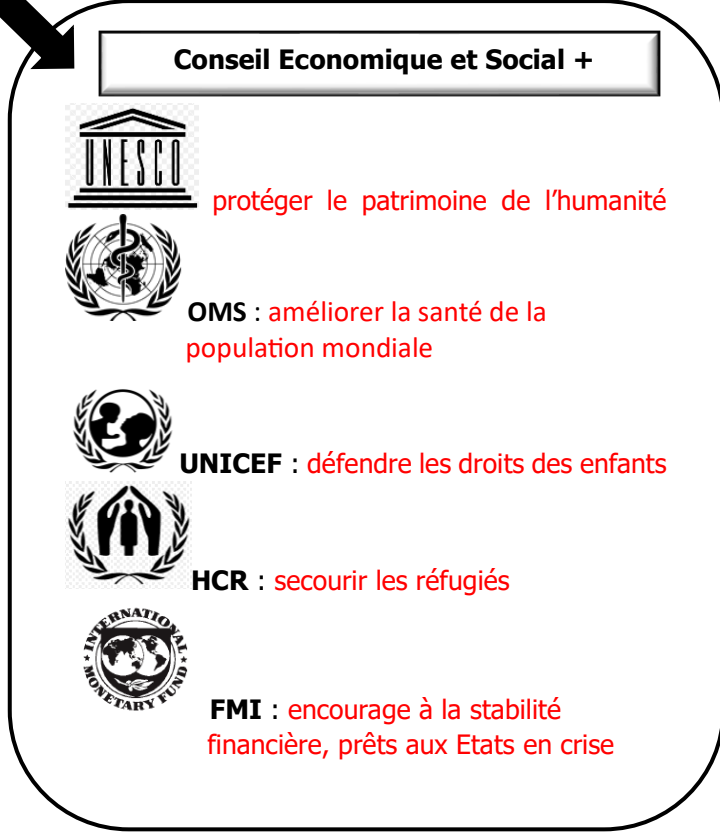 Conseil Economique et Social +
UNESCO
protéger le patrimoine de l’humanité
OMS : améliorer la santé de la
population mondiale
UNICEF : défendre les droits des enfants
HCR : secourir les réfugiés
INTERNATIONAL
MONETARY FUND
FMI : encourage à la stabilité
financière, prêts aux Etats en crise